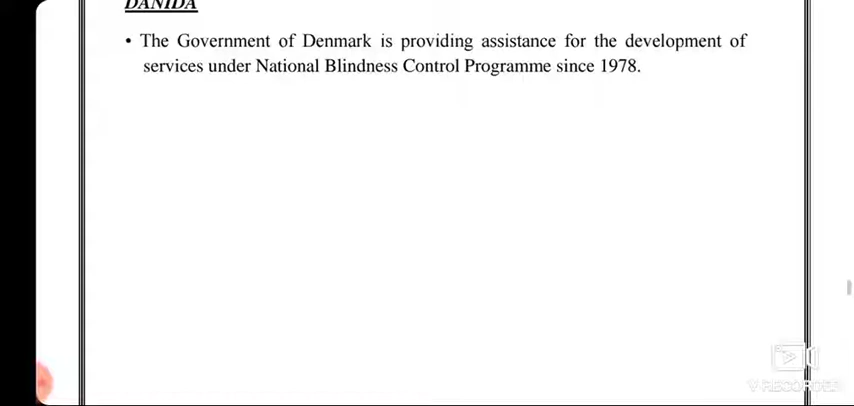 DANIDA
• The Government of Denmark is providing assistance for the development of
services under National Blindness Control Programme since 1978.
V-RECORDER